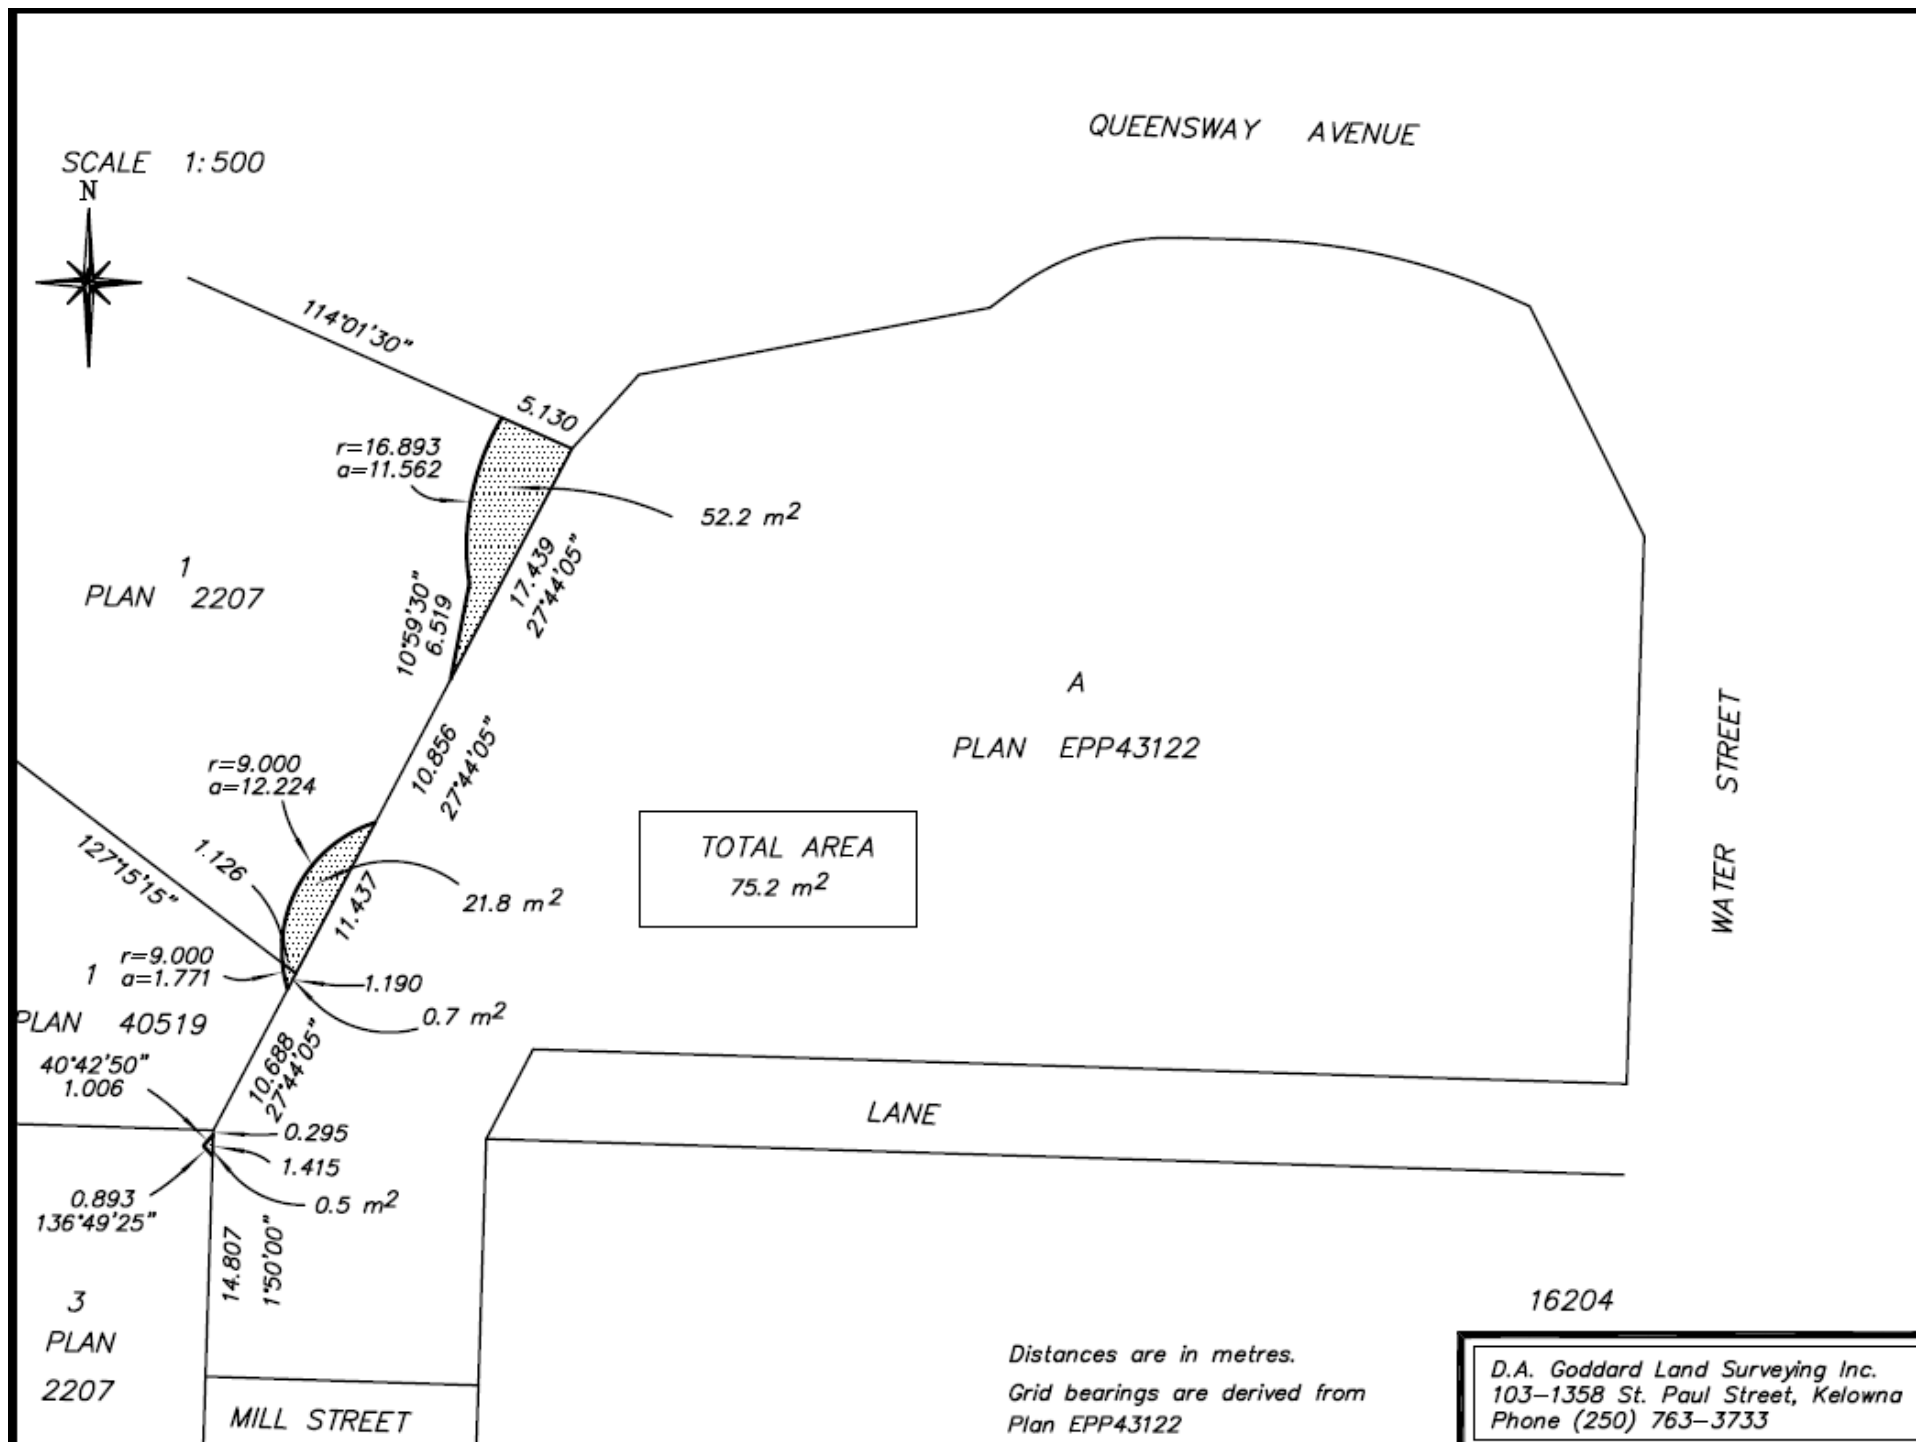 QUEENSWAY AVENUE
SCALE 1:500
N
114°01'30"
5.130
r=16.893
a=11.562
52.2 m2
17.439
27°44'05"
1
PLAN 2207
10°59'30"
6.519
A
PLAN EPP43122
WATER STREET
10.856
27°44'05"
r=9.000
a=12.224
TOTAL AREA
75.2 m2
127°15'15"
1.126
11.437
21.8 m2
1
r=9.000
a=1.771
1.190
0.7 m2
PLAN 40519
10.688
27°44'05"
40°42'50"
1.006
LANE
0.295
1.415
0.5 m2
0.893
136°49'25"
14.807
1°50'00"
3
PLAN
2207
MILL STREET
16204
Distances are in metres.
Grid bearings are derived from
Plan EPP43122
D.A. Goddard Land Surveying Inc.
103-1358 St. Paul Street, Kelowna
Phone (250) 763-3733